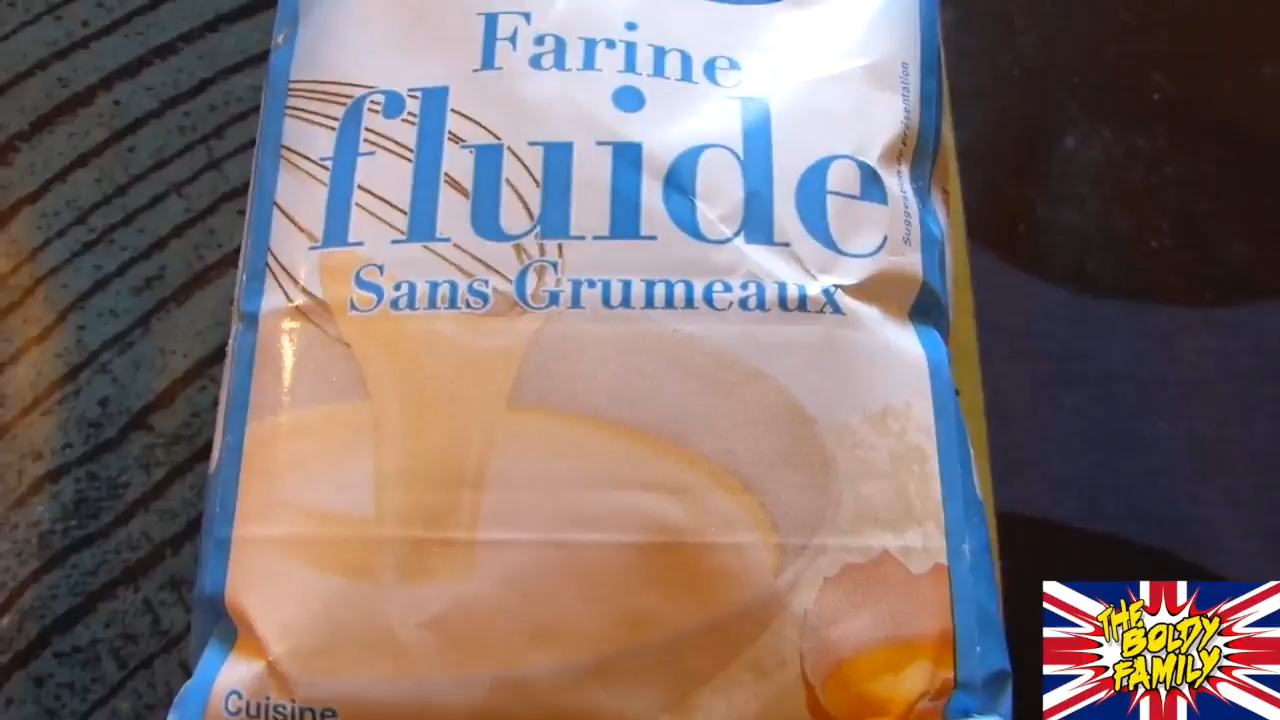 Farine
fluide
Sans Grumeaux
Suggestion de présentation
Cuisine
THE
BOLDY
FAMILY